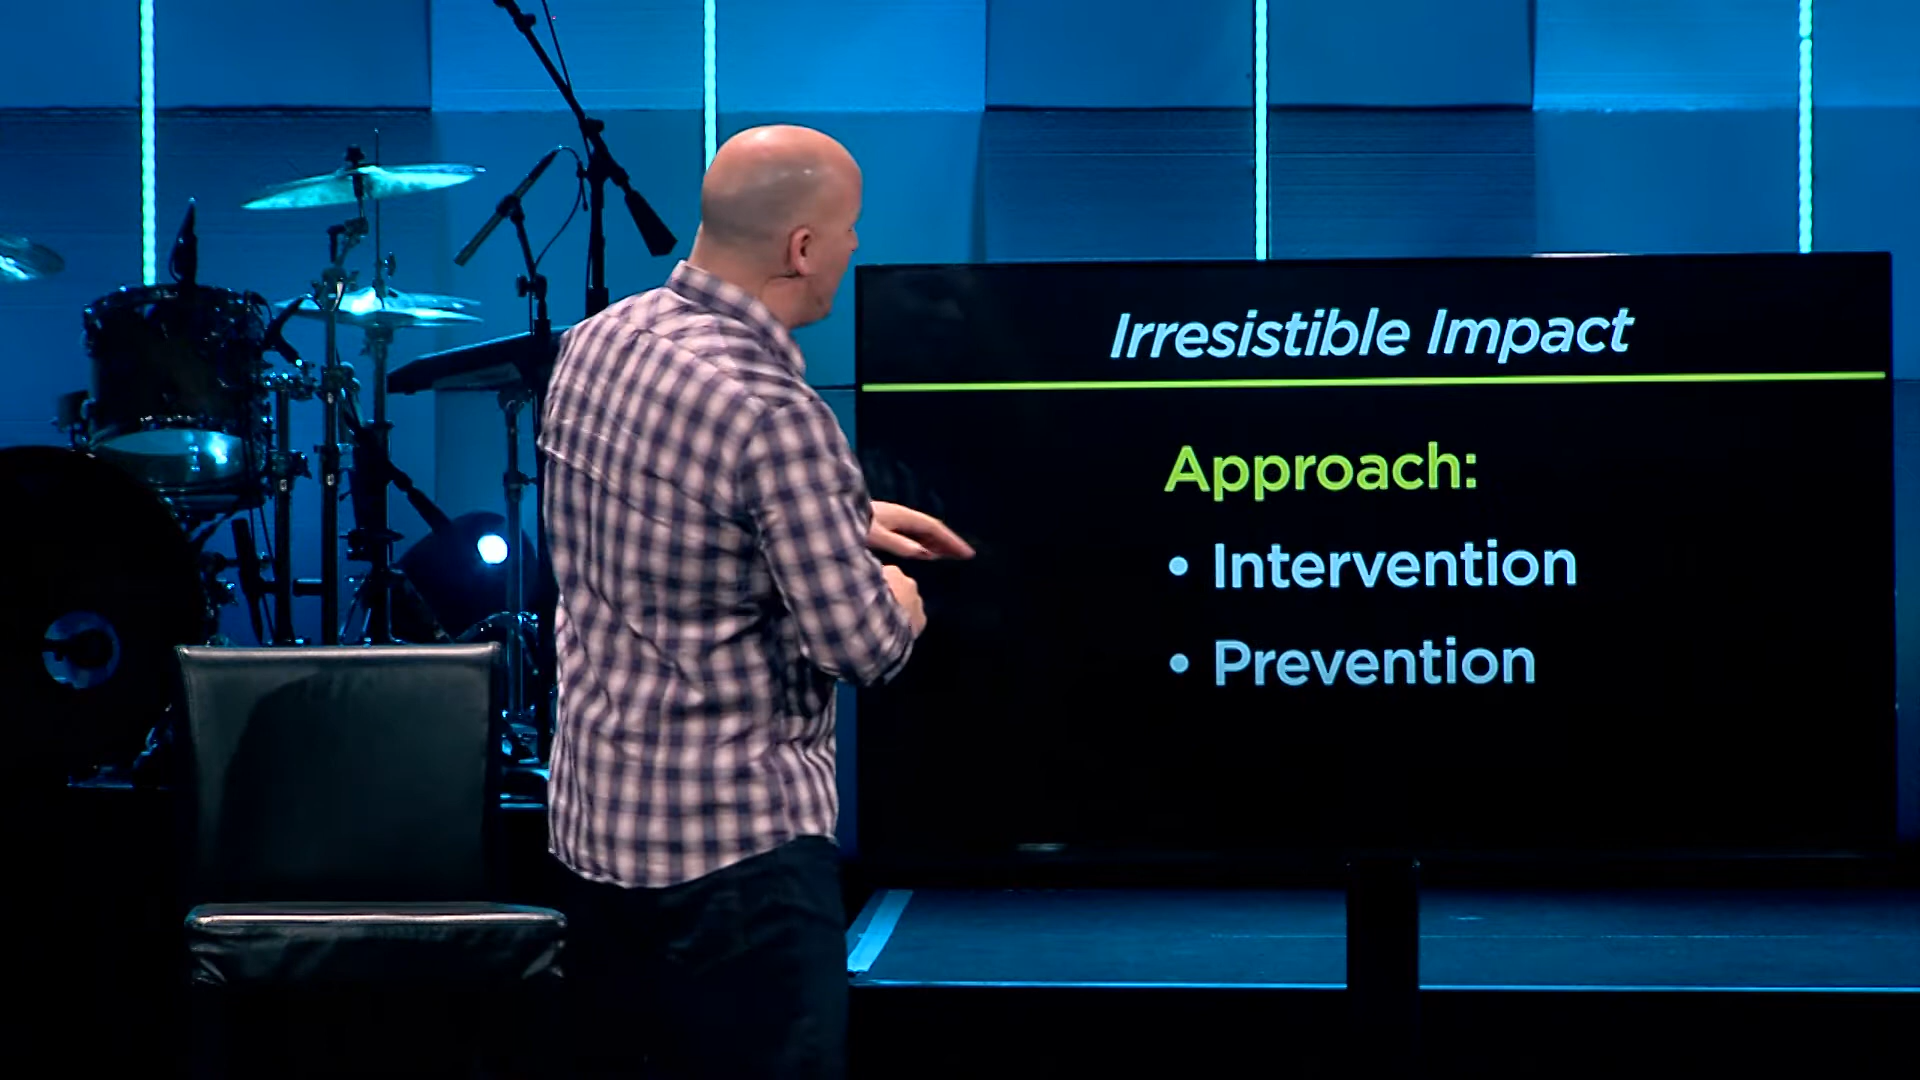 Irresistible Impact
Approach:
• Intervention
• Prevention